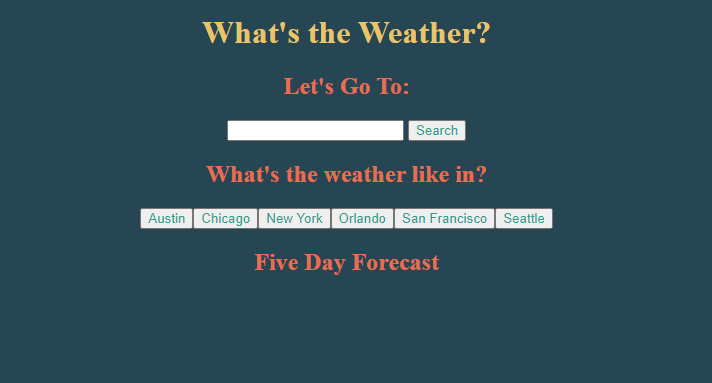 What's the Weather?
Let's Go To:
Search
What's the weather like in?
Austin Chicago New York Orlando San Francisco Seattle
Five Day Forecast